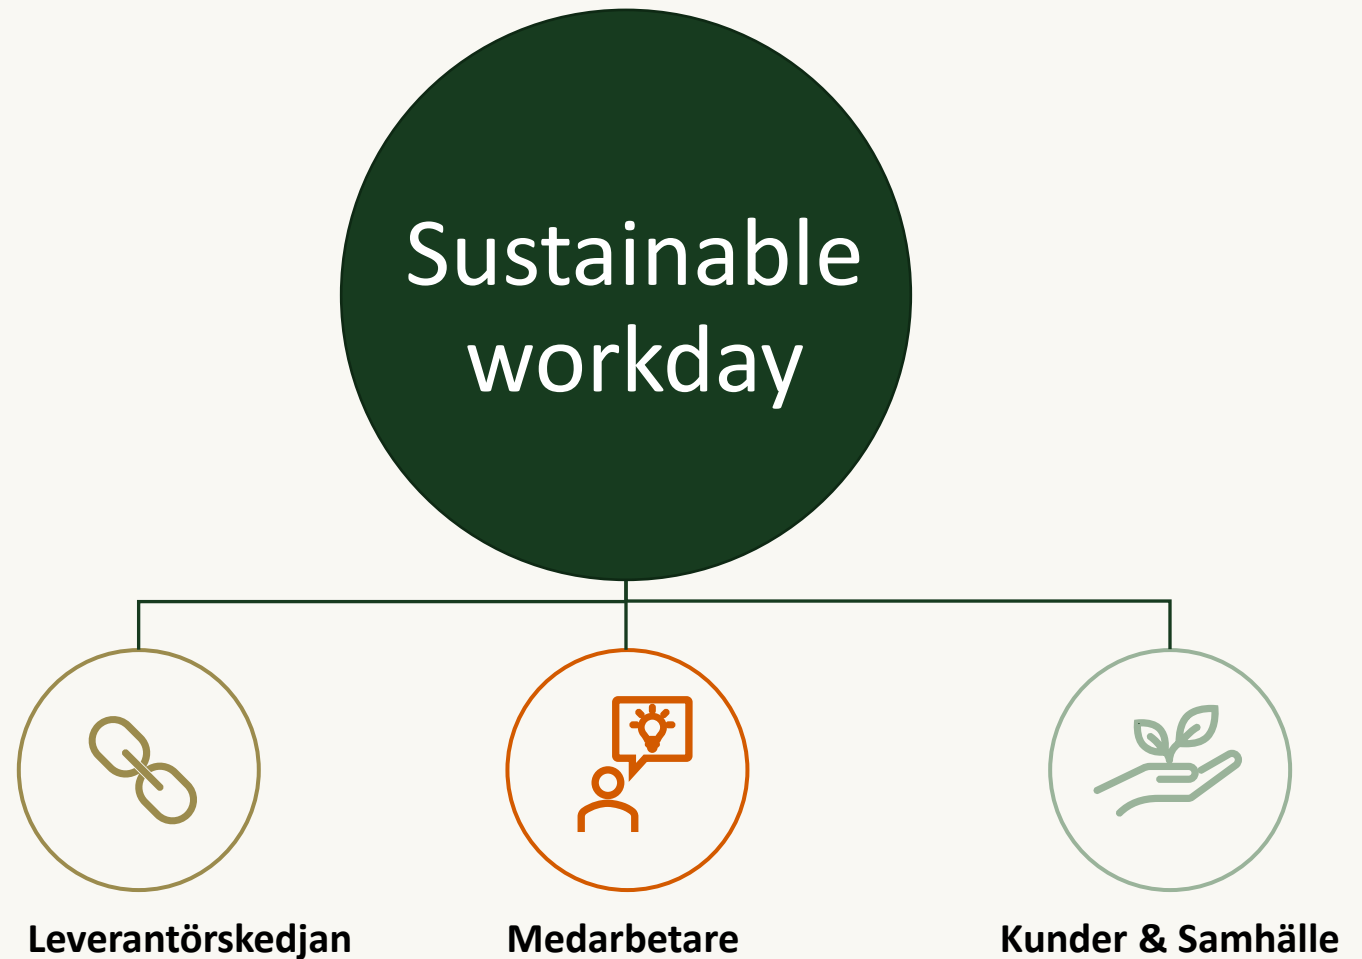 Sustainable
workday
Leverantörskedjan
Medarbetare
Kunder & Samhälle